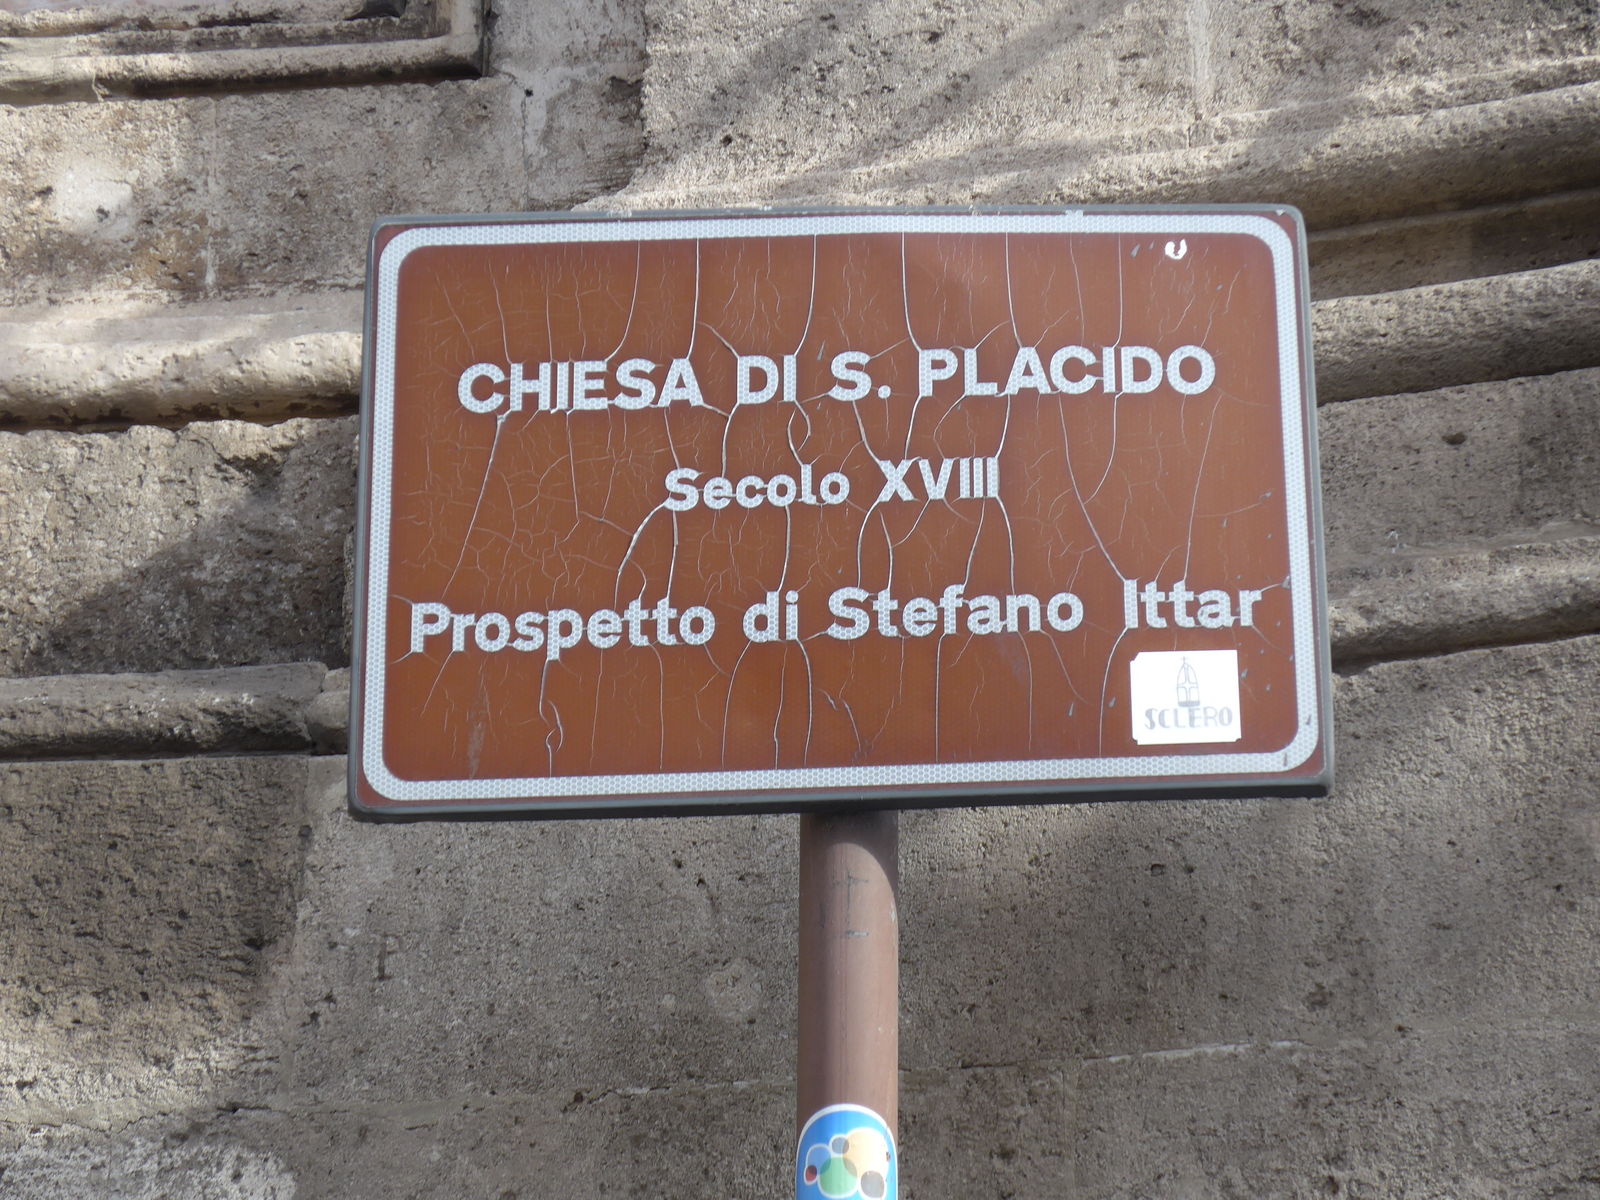 CHIESA DI S. PLACIDO
Secolo XVIII
Prospetto di Stefano Ittar
SCLERO